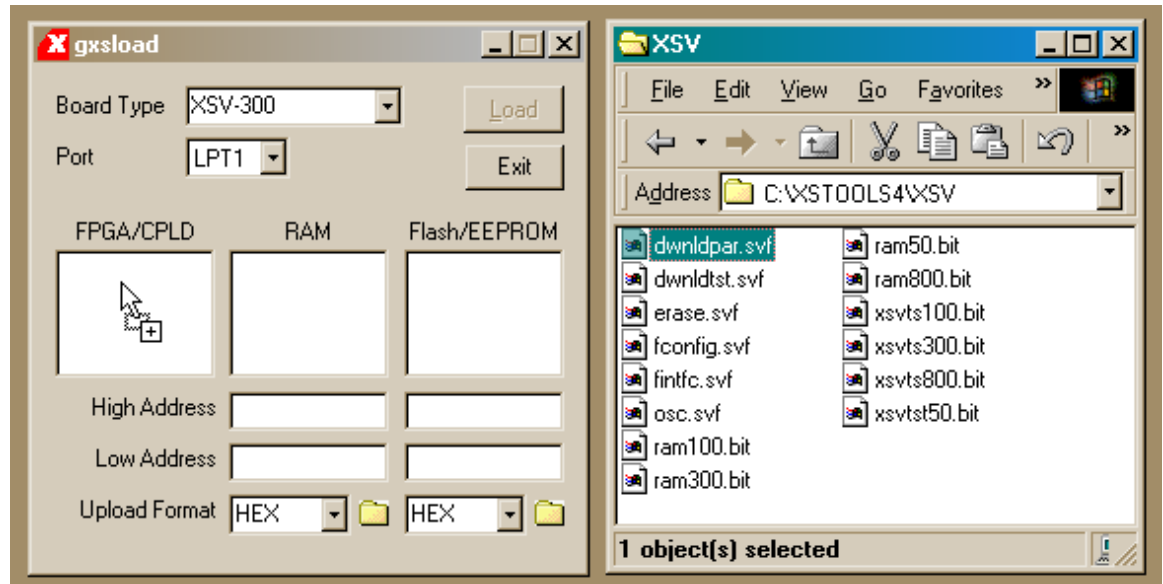 gxsload
Board Type XSV-300 Load
Port LPT1 Exit
FPGA/CPLD RAM Flash/EEPROM
High Address
Low Address
Upload Format HEX HEX
XSV
File Edit View Go Favorites »
»
Address C:\XSTOOLS4\XSV
dwnldpar.svf
dwnldtst.svf
erase.svf
fconfig.svf
fintfc.svf
osc.svf
ram100.bit
ram300.bit
ram50.bit
ram800.bit
xsvts100.bit
xsvts300.bit
xsvts800.bit
xsvtst50.bit
1 object(s) selected